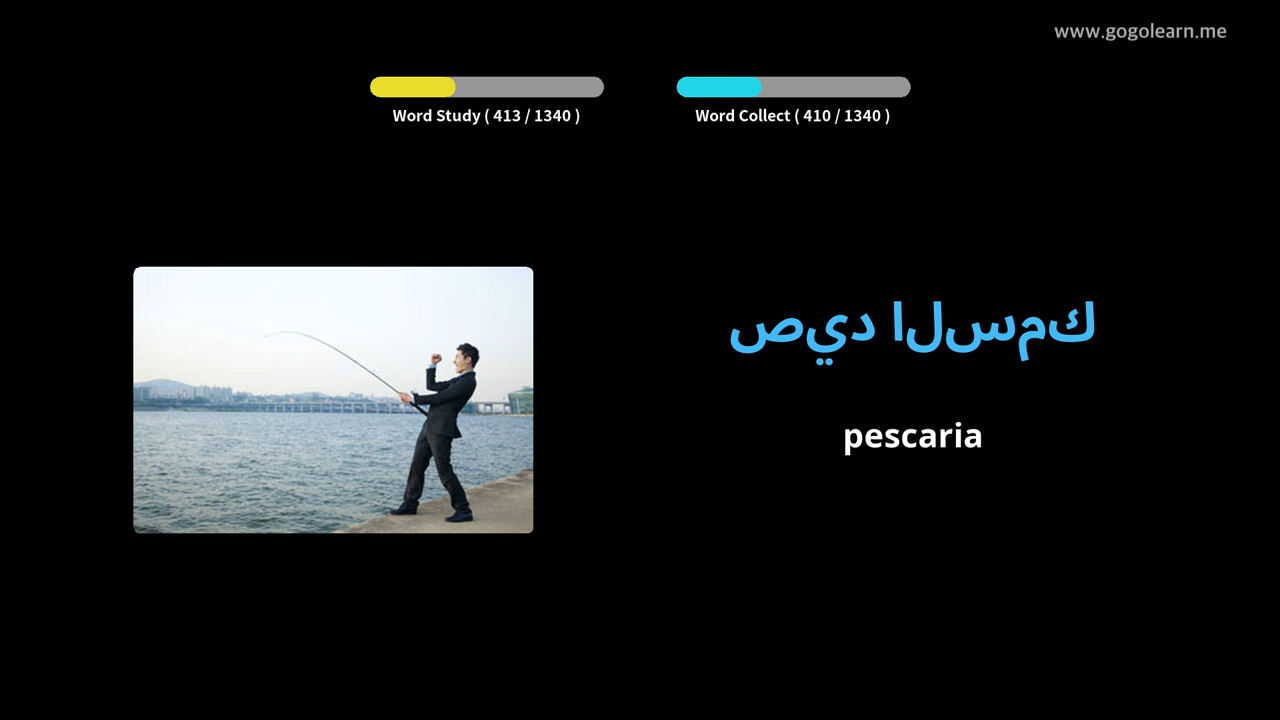 www.gogolearn.me
Word Study ( 413 / 1340 )
Word Collect ( 410 / 1340 )
صيد السمك
pescaria